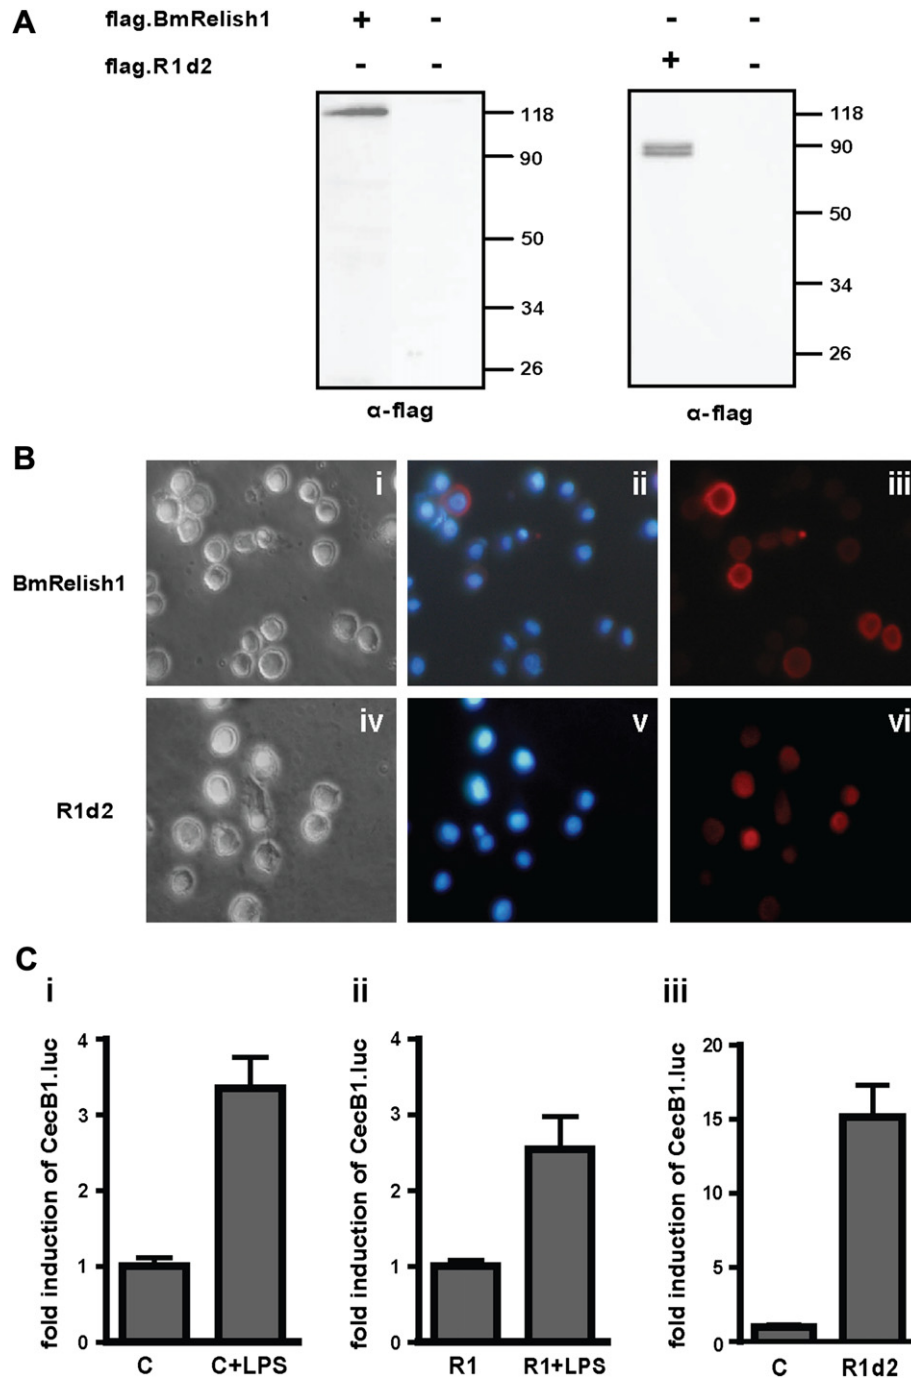 A
flag.BmRelish1 + - - -
flag.R1d2 - - + -
118
90
50
34
26
α-flag
118
90
50
34
26
α-flag
B
BmRelish1
i
ii
iii
R1d2
iv
v
vi
C
i
fold induction of CecB1.luc
4
3
2
1
0
C C+LPS
ii
fold induction of CecB1.luc
4
3
2
1
0
R1 R1+LPS
iii
fold induction of CecB1.luc
20
15
10
5
0
C R1d2